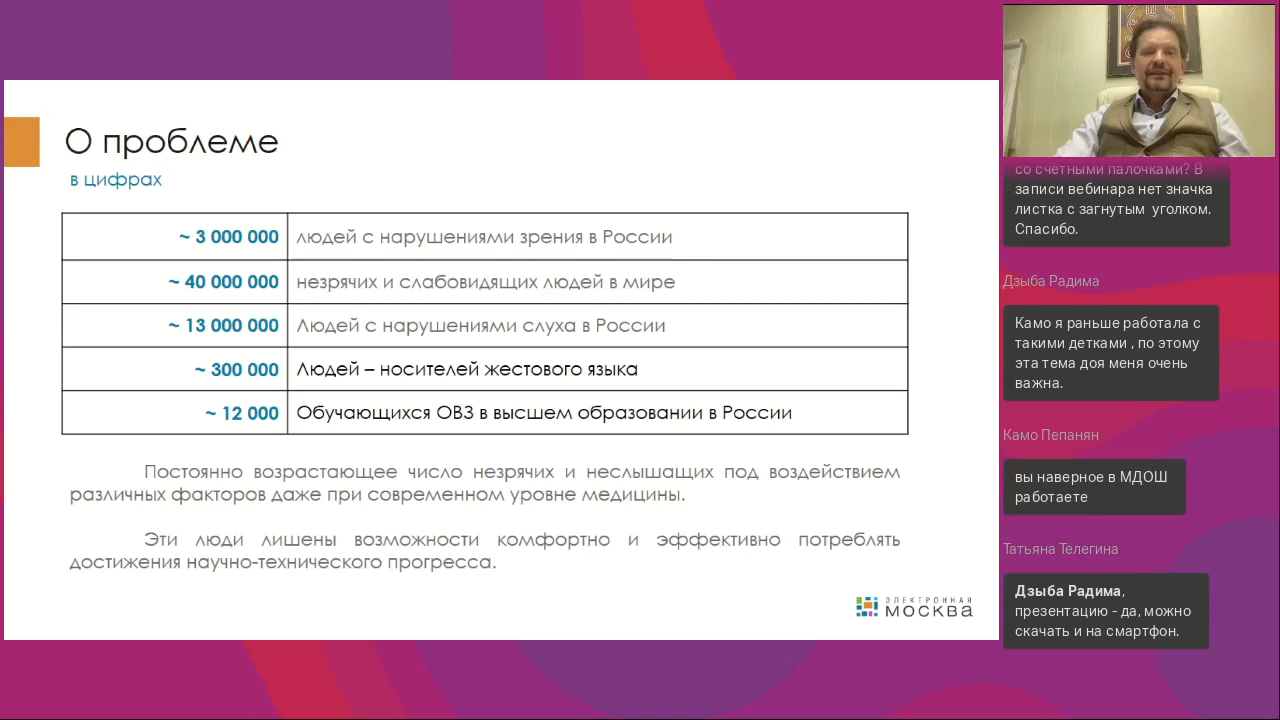 О проблеме
в цифрах
~ 3 000 000 людей с нарушениями зрения в России
~ 40 000 000 незрячих и слабовидящих людей в мире
~ 13 000 000 Людей с нарушениями слуха в России
~ 300 000 Людей – носителей жестового языка
~ 12 000 Обучающихся ОВЗ в высшем образовании в России
Постоянно возрастающее число незрячих и неслышащих под воздействием
различных факторов даже при современном уровне медицины.
Эти люди лишены возможности комфортно и эффективно потреблять
достижения научно-технического прогресса.
ЭЛЕКТРОННАЯ
МОСКВА
со счётными палочками? В
записи вебинара нет значка
листка с загнутым уголком.
Спасибо.
Дзыба Радима
Камо я раньше работала с
такими детками , по этому
эта тема доя меня очень
важна.
Камо Пепанян
вы наверное в МДОШ
работаете
Татьяна Телегина
Дзыба Радима,
презентацию - да, можно
скачать и на смартфон.